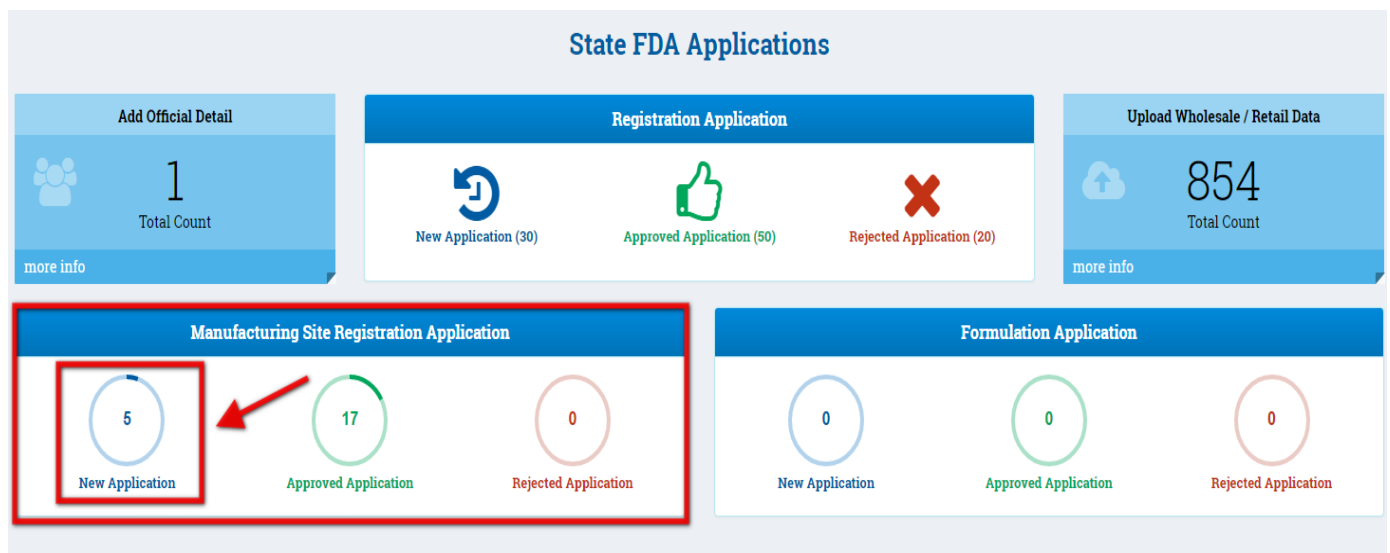 State FDA Applications
Add Official Detail
1
Total Count
more info
Registration Application
New Application (30)
Approved Application (50)
Rejected Application (20)
Upload Wholesale / Retail Data
854
Total Count
more info
Manufacturing Site Registration Application
5
New Application
17
Approved Application
0
Rejected Application
Formulation Application
0
New Application
0
Approved Application
0
Rejected Application